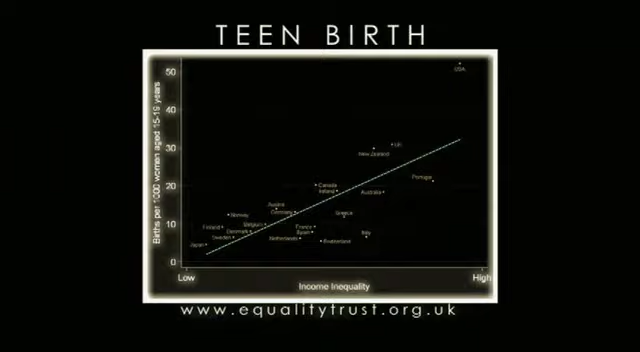 TEEN BIRTH
50
40
30
20
10
0
Births per 1000 women aged 15-19 years
USA
UK
New Zealand
Portugal
Canada
Ireland
Australia
Austria
Germany
Greece
Norway
Finland
Belgium
France
Denmark
Spain
Sweden
Netherlands
Switzerland
Italy
Japan
Low
High
Income Inequality
www.equalitytrust.org.uk